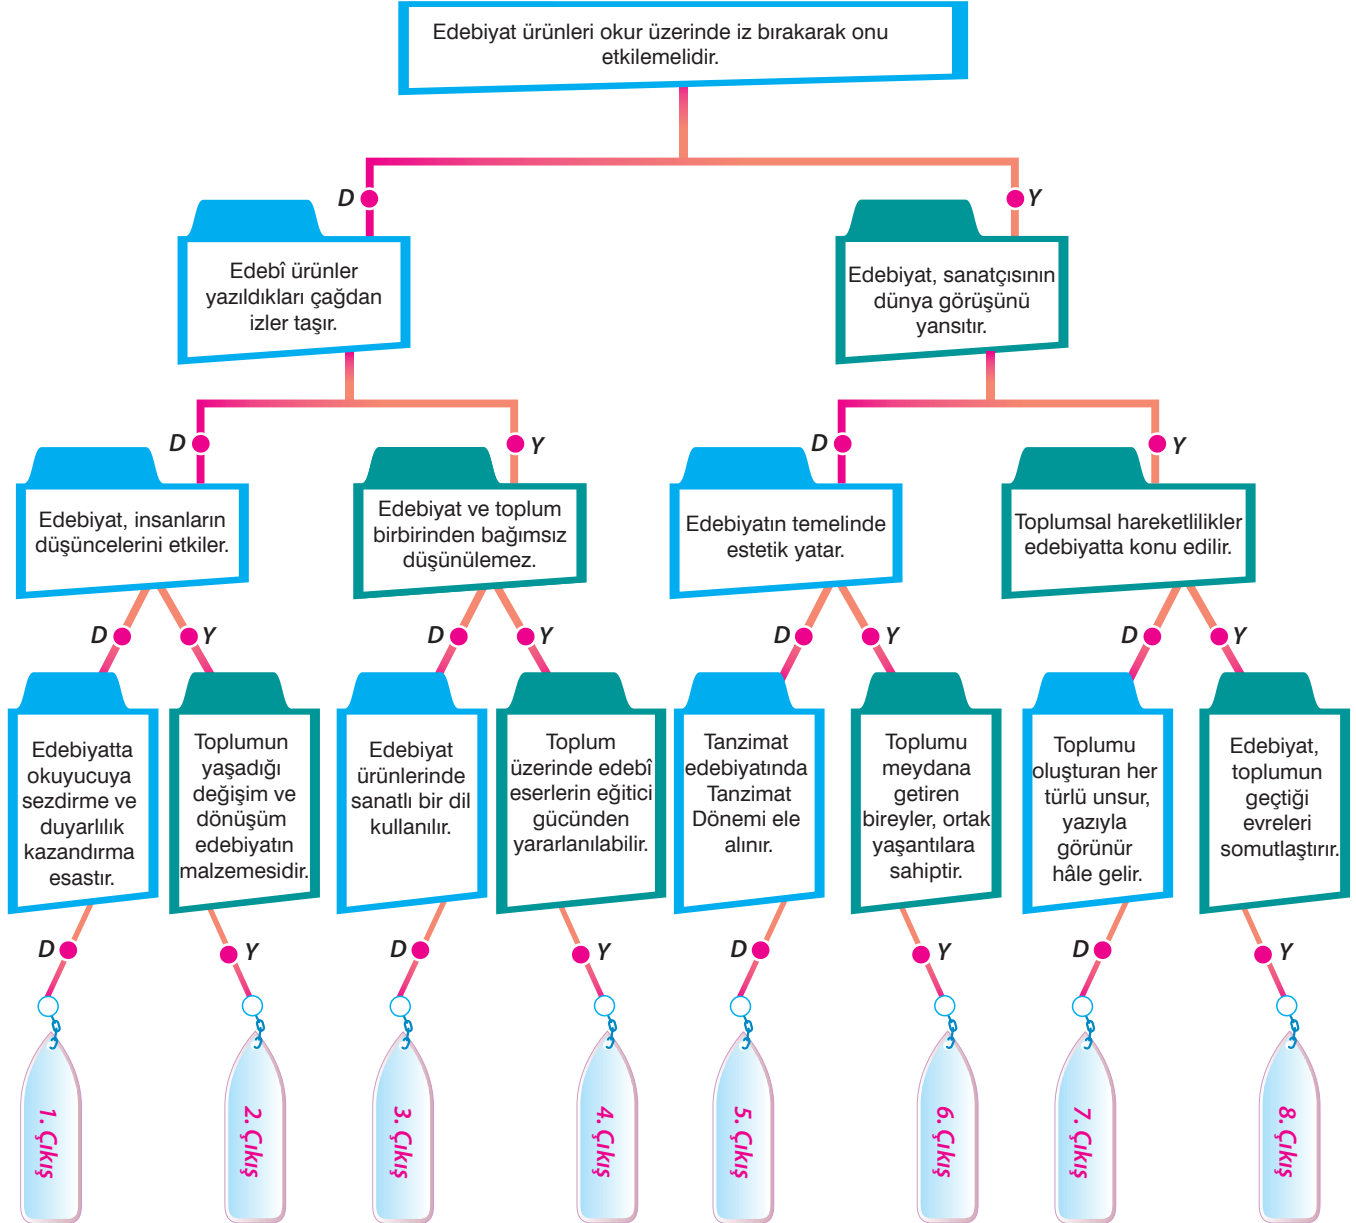 Edebiyat ürünleri okur üzerinde iz bırakarak onu
etkilemelidir.
D
Y
Edebî ürünler
yazıldıkları çağdan
izler taşır.
Edebiyat, sanatçısının
dünya görüşünü
yansıtır.
D
Y
D
Y
Edebiyat, insanların
düşüncelerini etkiler.
Edebiyat ve toplum
birbirinden bağımsız
düşünülemez.
Edebiyatın temelinde
estetik yatar.
Toplumsal hareketlilikler
edebiyatta konu edilir.
D
Y
D
Y
D
Y
D
Y
Edebiyatta
okuyucuya
sezdirme ve
duyarlılık
kazandırma
esastır.
Toplumun
yaşadığı
değişim ve
dönüşüm
edebiyatın
malzemesidir.
Edebiyat
ürünlerinde
sanatlı bir dil
kullanılır.
Toplum
üzerinde edebî
eserlerin eğitici
gücünden
yararlanılabilir.
Tanzimat
edebiyatında
Tanzimat
Dönemi ele
alınır.
Toplumu
meydana
getiren
bireyler, ortak
yaşantılara
sahiptir.
Toplumu
oluşturan her
türlü unsur,
yazıyla
görünür
hâle gelir.
Edebiyat,
toplumun
geçtiği
evreleri
somutlaştırır.
D
Y
D
Y
D
Y
D
Y
1. Çıkış
2. Çıkış
3. Çıkış
4. Çıkış
5. Çıkış
6. Çıkış
7. Çıkış
8. Çıkış